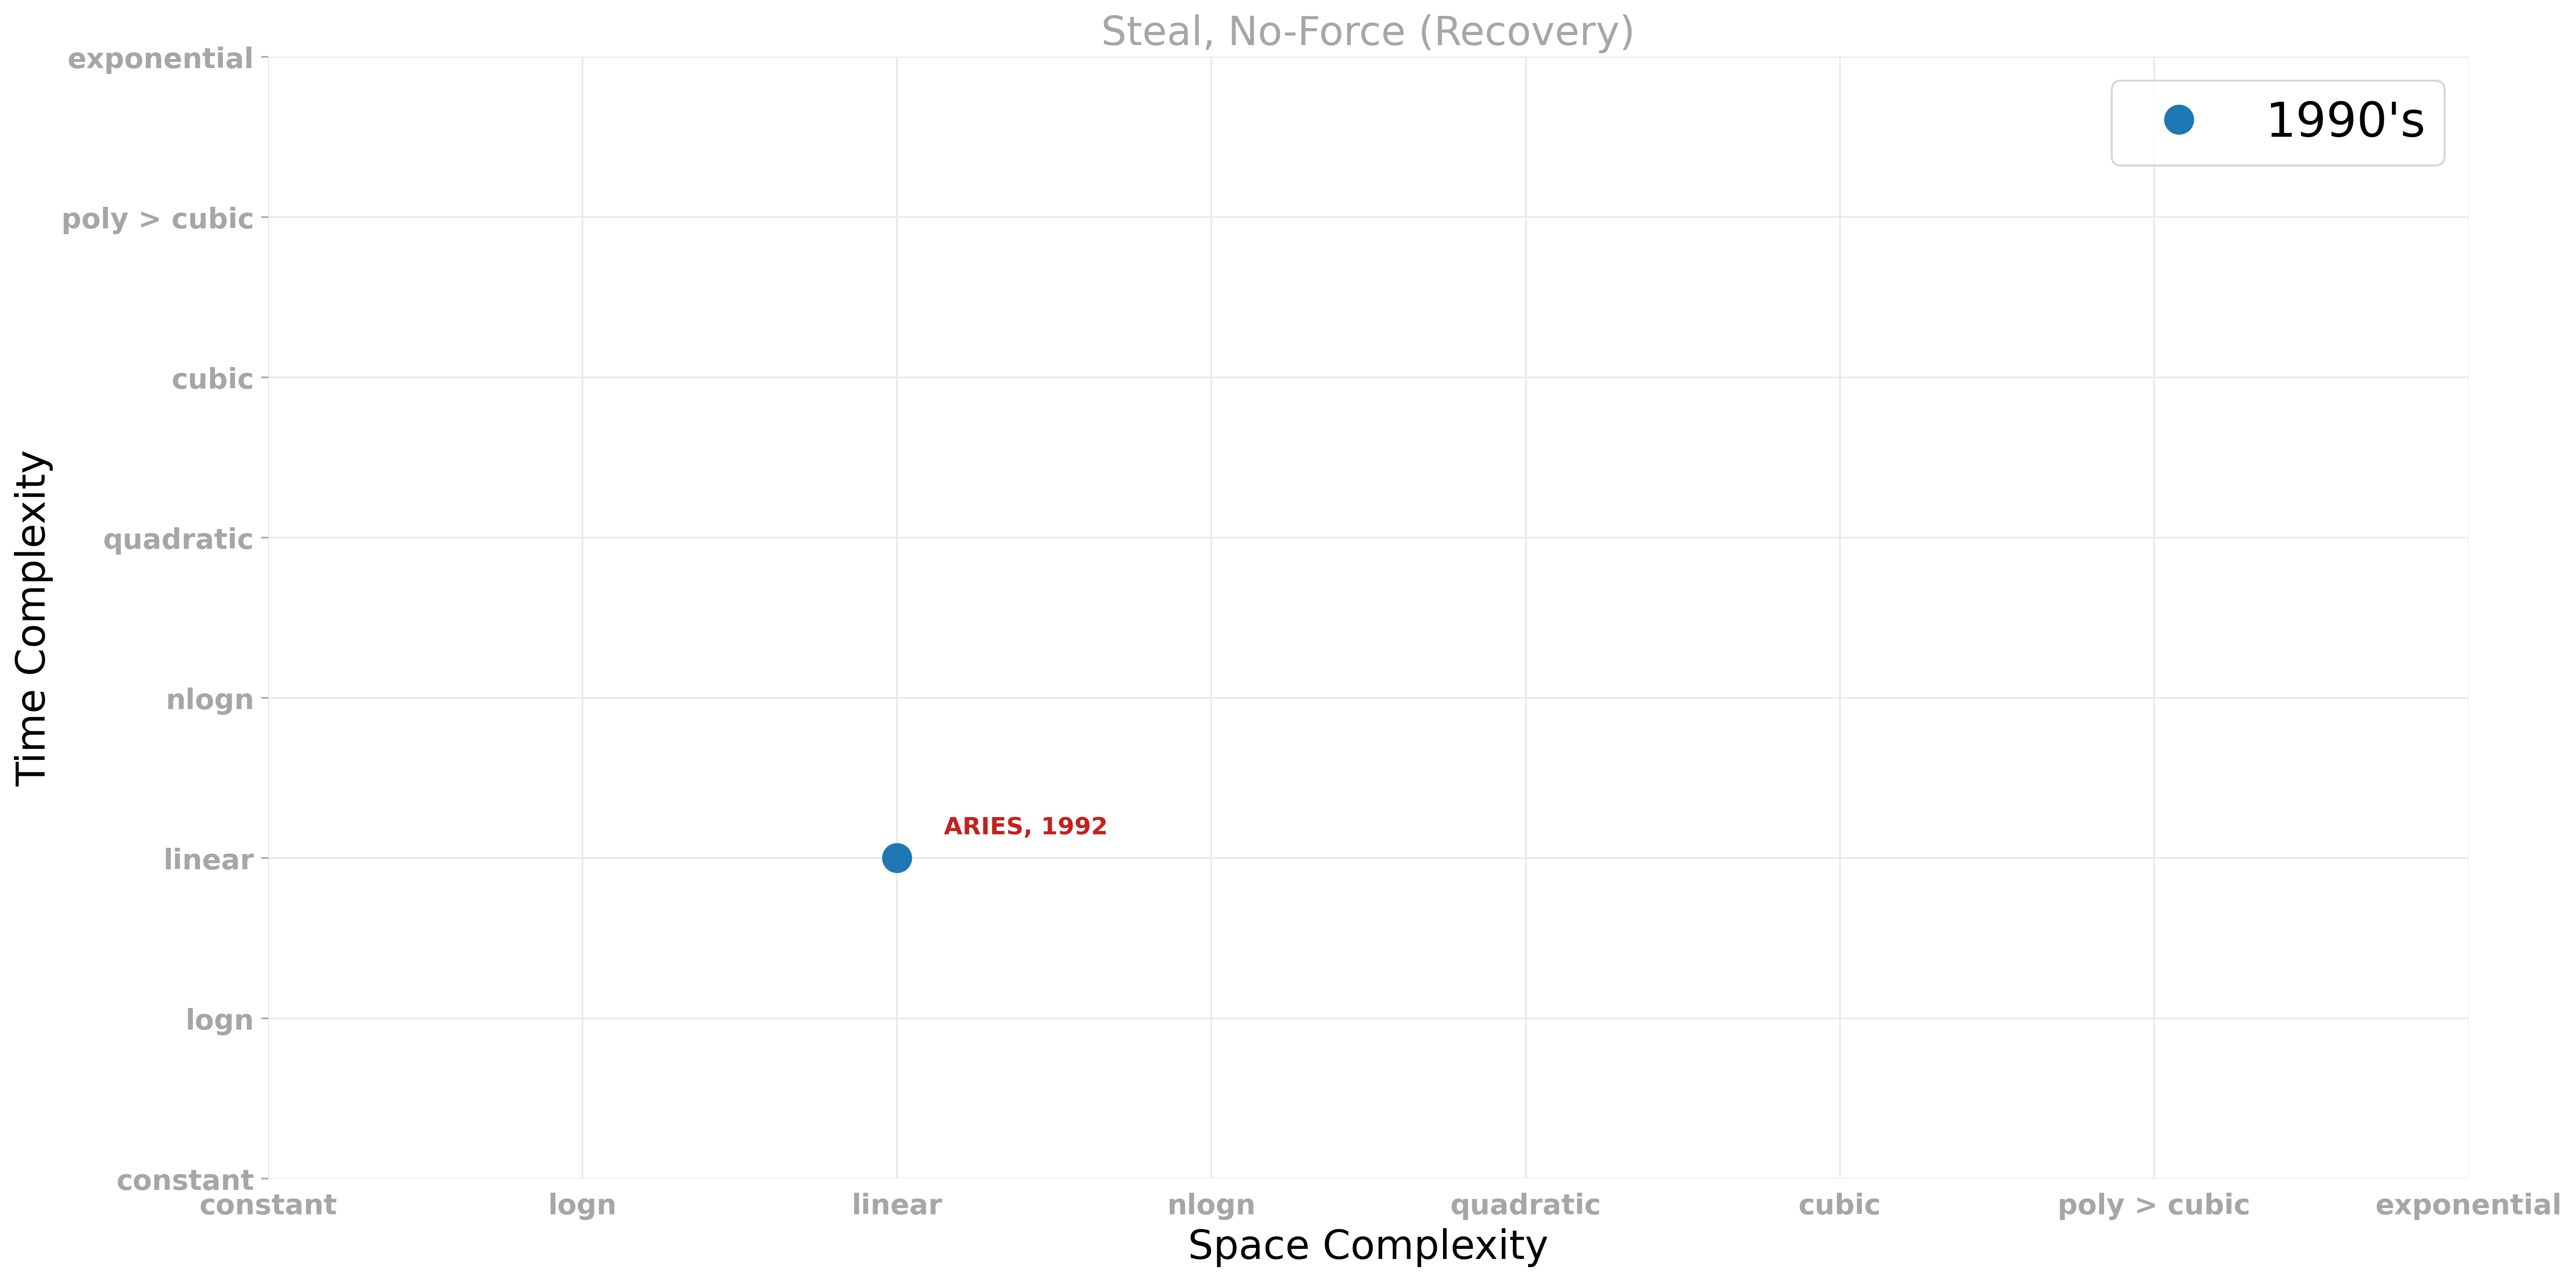 Steal, No-Force (Recovery)
1990's
exponential
poly > cubic
cubic
quadratic
nlogn
linear
logn
constant
Time Complexity
ARIES, 1992
constant
logn
linear
nlogn
quadratic
cubic
poly > cubic
exponential
Space Complexity